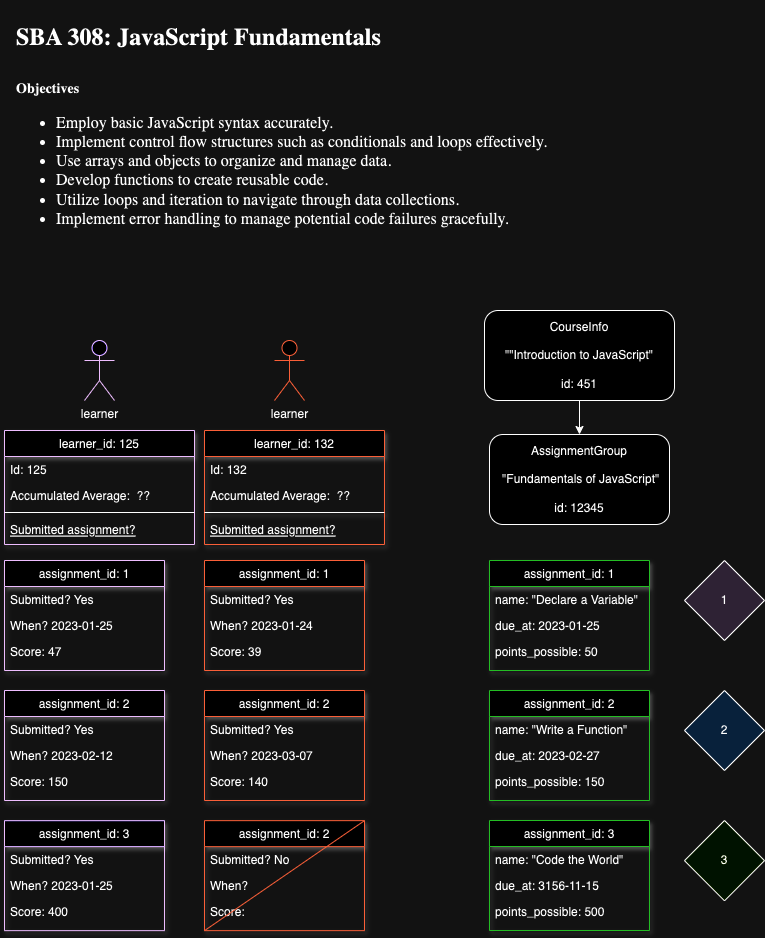 SBA 308: JavaScript Fundamentals
Objectives
• Employ basic JavaScript syntax accurately.
• Implement control flow structures such as conditionals and loops effectively.
• Use arrays and objects to organize and manage data.
• Develop functions to create reusable code.
• Utilize loops and iteration to navigate through data collections.
• Implement error handling to manage potential code failures gracefully.
learner
learner_id: 125
Id: 125
Accumulated Average: ??
Submitted assignment?
assignment_id: 1
Submitted? Yes
When? 2023-01-25
Score: 47
assignment_id: 2
Submitted? Yes
When? 2023-02-12
Score: 150
assignment_id: 3
Submitted? Yes
When? 2023-01-25
Score: 400
learner
learner_id: 132
Id: 132
Accumulated Average: ??
Submitted assignment?
assignment_id: 1
Submitted? Yes
When? 2023-01-24
Score: 39
assignment_id: 2
Submitted? Yes
When? 2023-03-07
Score: 140
assignment_id: 2
Submitted? No
When?
Score:
CourseInfo
""Introduction to JavaScript"
id: 451
AssignmentGroup
"Fundamentals of JavaScript"
id: 12345
assignment_id: 1
name: "Declare a Variable"
due_at: 2023-01-25
points_possible: 50
1
assignment_id: 2
name: "Write a Function"
due_at: 2023-02-27
points_possible: 150
2
assignment_id: 3
name: "Code the World"
due_at: 3156-11-15
points_possible: 500
3